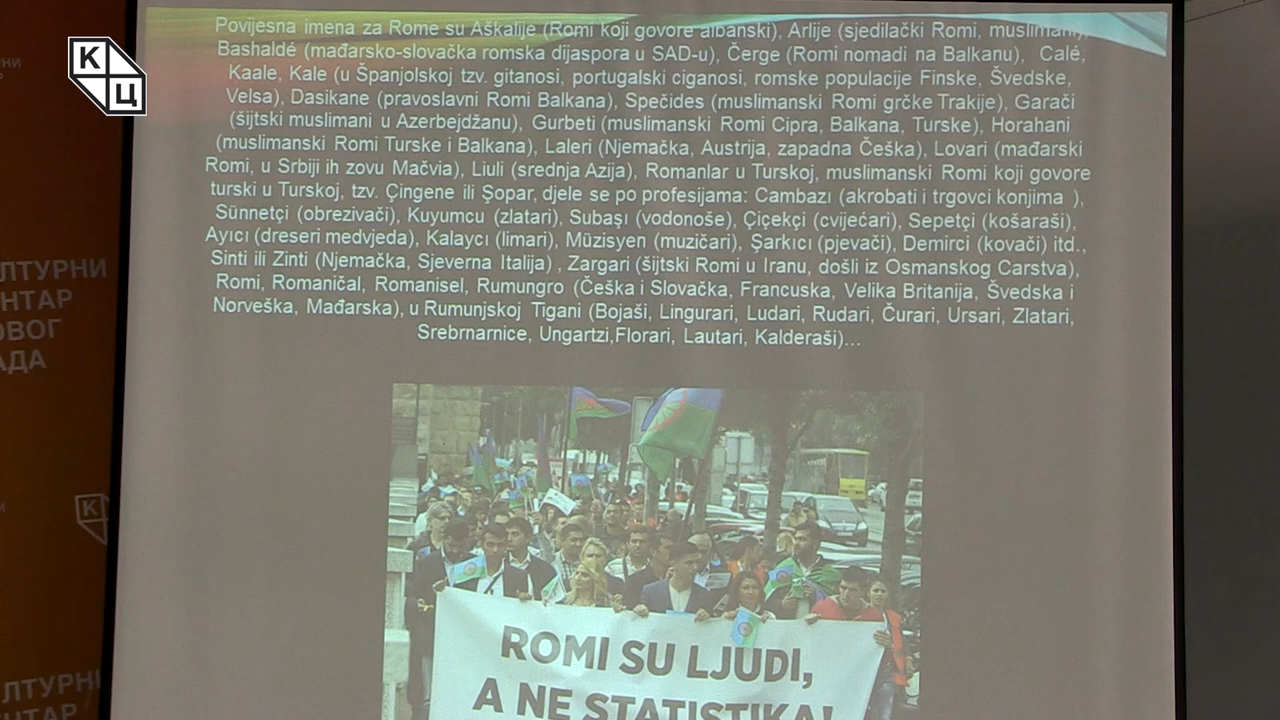 Povijesna imena za Rome su Aškalije (Romi koji govore albanski), Arlije (sjedilački Romi, muslimani),
Bashaldé (mađarsko-slovačka romska dijaspora u SAD-u), Čerge (Romi nomadi na Balkanu), Calé,
Kaale, Kale (u Španjolskoj tzv. gitanosi, portugalski ciganosi, romske populacije Finske, Švedske,
Velsa), Dasikane (pravoslavni Romi Balkana), Spečides (muslimanski Romi grčke Trakije), Garači
(šijtski muslimani u Azerbejdžanu), Gurbeti (muslimanski Romi Cipra, Balkana, Turske), Horahani
(muslimanski Romi Turske i Balkana), Laleri (Njemačka, Austrija, zapadna Češka), Lovari (mađarski
Romi, u Srbiji ih zovu Mačvia), Liuli (srednja Azija), Romanlar u Turskoj, muslimanski Romi koji govore
turski u Turskoj, tzv. Çingene ili Şopar, djele se po profesijama: Cambazı (akrobati i trgovci konjima ),
Sünnetçi (obrezivači), Kuyumcu (zlatari), Subaşı (vodonoše), Çiçekçi (cvijećari), Sepetçi (košaraši),
Ayıcı (dreseri medvjeda), Kalaycı (limari), Müzisyen (muzičari), Şarkıcı (pjevači), Demirci (kovači) itd.,
Sinti ili Zinti (Njemačka, Sjeverna Italija) , Zargari (šijtski Romi u Iranu, došli iz Osmanskog Carstva),
Romi, Romaničal, Romanisel, Rumungro (Češka i Slovačka, Francuska, Velika Britanija, Švedska i
Norveška, Mađarska), u Rumunjskoj Tigani (Bojaši, Lingurari, Ludari, Rudari, Čurari, Ursari, Zlatari,
Srebrnarnice, Ungartzi,Florari, Lautari, Kalderaši)...
ROMI SU LJUDI,
A NE STATISTIKA!
К
Ц
ЛТУРНИ
НТАР
ОВОГ
АДА
К
ЛТУРНИ
НТАР